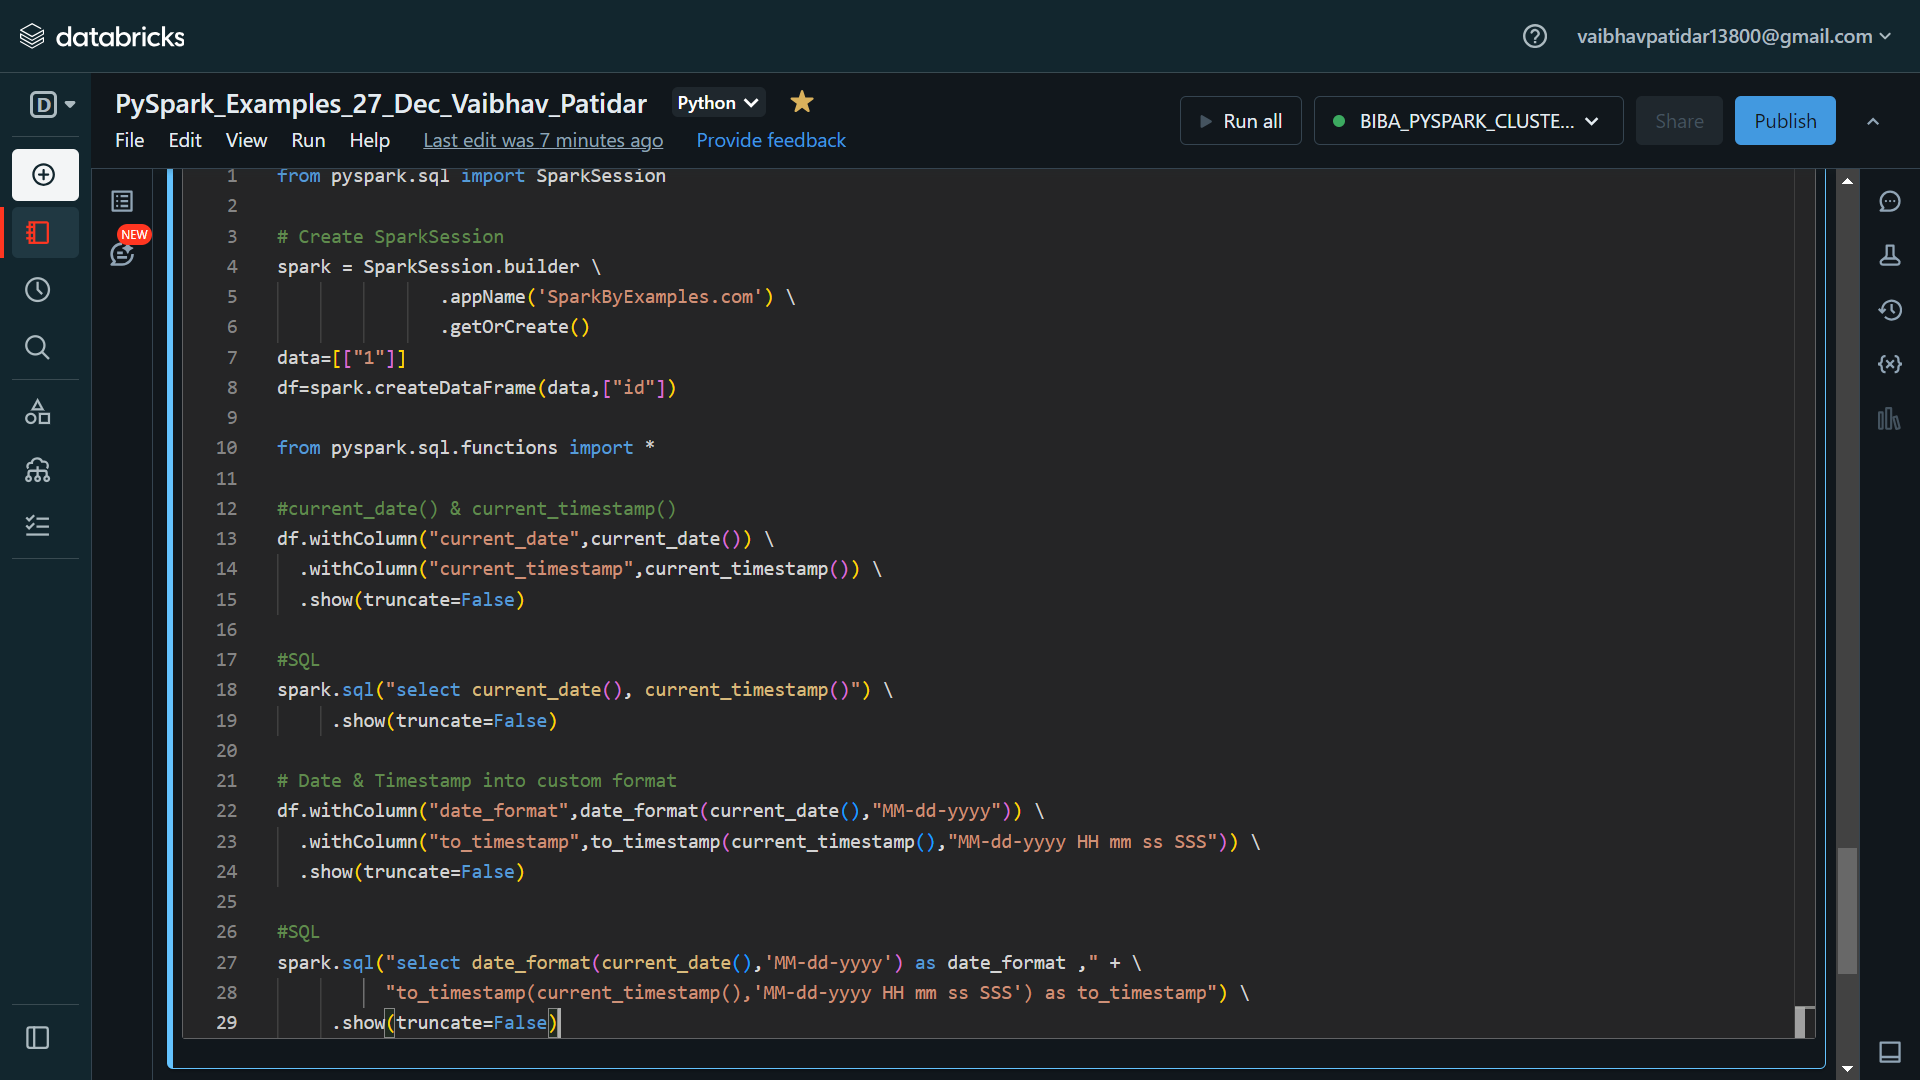 databricks
vaibhavpatidar13800@gmail.com
D
PySpark_Examples_27_Dec_Vaibhav_Patidar Python
File Edit View Run Help Last edit was 7 minutes ago Provide feedback
Run all BIBA_PYSPARK_CLUSTE... Share Publish
NEW
1 from pyspark.sql import SparkSession
2
3 # Create SparkSession
4 spark = SparkSession.builder \
5 .appName('SparkByExamples.com') \
6 .getOrCreate()
7 data=[["1"]]
8 df=spark.createDataFrame(data,["id"])
9
10 from pyspark.sql.functions import *
11
12 #current_date() & current_timestamp()
13 df.withColumn("current_date",current_date()) \
14 .withColumn("current_timestamp",current_timestamp()) \
15 .show(truncate=False)
16
17 #SQL
18 spark.sql("select current_date(), current_timestamp()") \
19 .show(truncate=False)
20
21 # Date & Timestamp into custom format
22 df.withColumn("date_format",date_format(current_date(),"MM-dd-yyyy")) \
23 .withColumn("to_timestamp",to_timestamp(current_timestamp(),"MM-dd-yyyy HH mm ss SSS")) \
24 .show(truncate=False)
25
26 #SQL
27 spark.sql("select date_format(current_date(),'MM-dd-yyyy') as date_format ," + \
28 "to_timestamp(current_timestamp(),'MM-dd-yyyy HH mm ss SSS') as to_timestamp") \
29 .show(truncate=False)